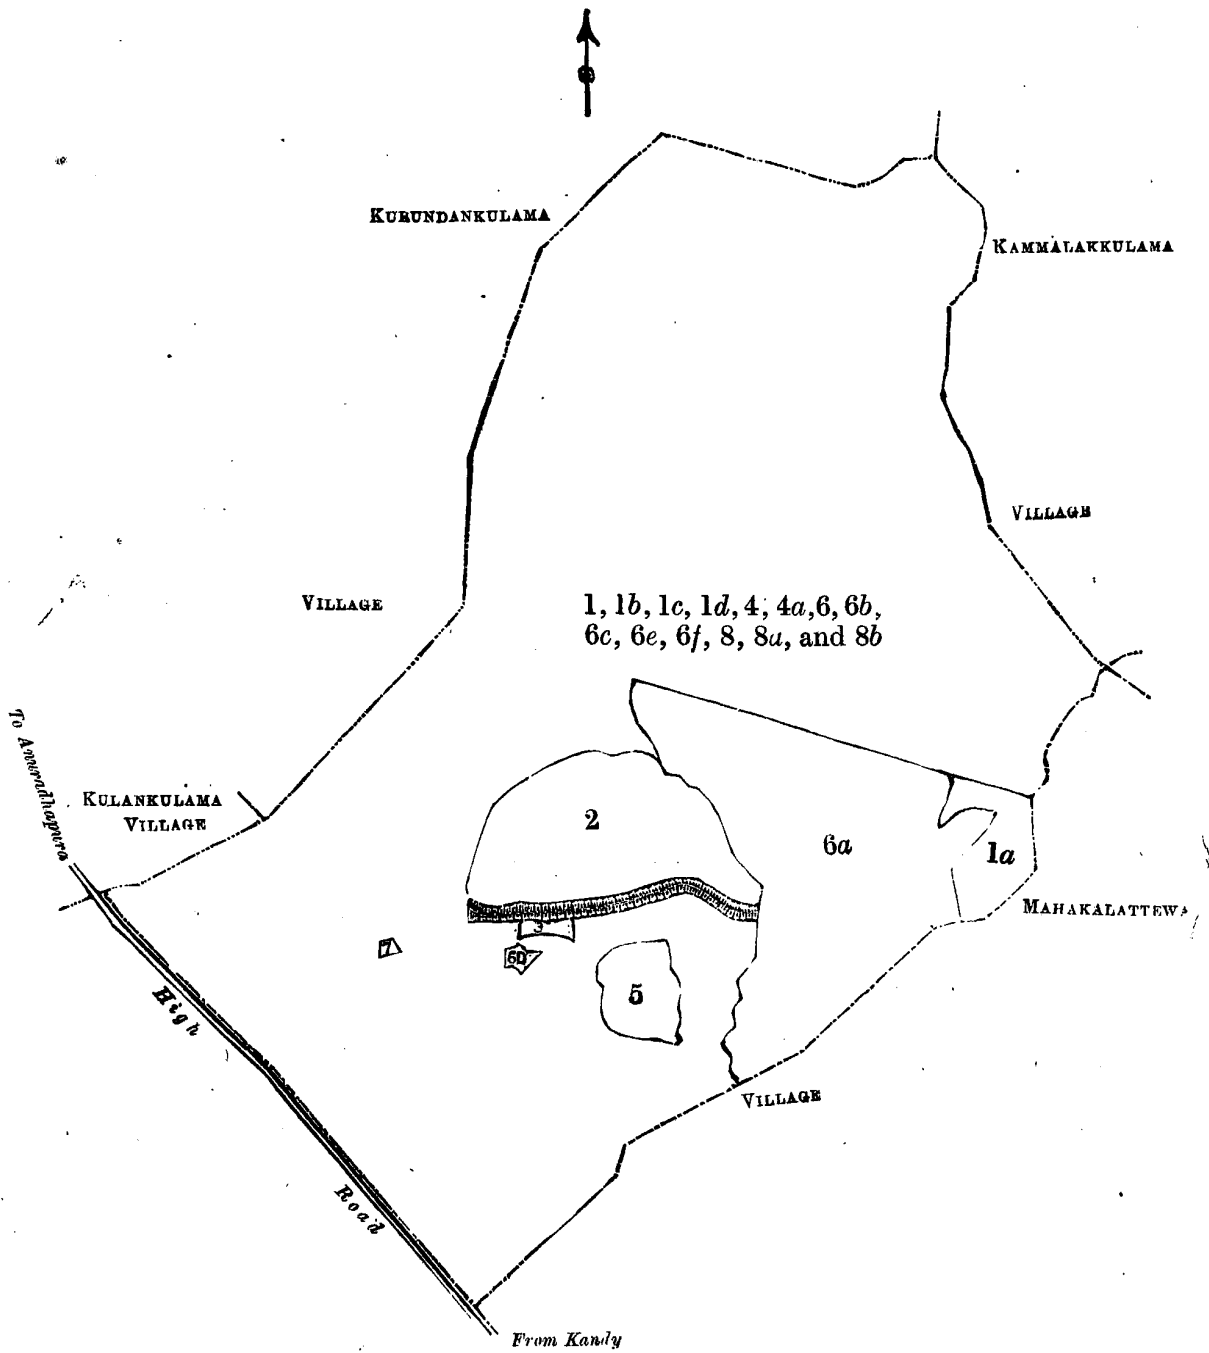 KURUNDANKULAMA
KAMMALAKKULAMA
VILLAGE
VILLAGE
1, 1b, 1c, 1d, 4, 4a, 6, 6b,
6c, 6e, 6f, 8, 8a, and 8b
To Anuradhapura
KULANKULAMA
VILLAGE
2
6a
1a
MAHAKALATTEWA
3
7
6D
5
High
Road
VILLAGE
From Kandy